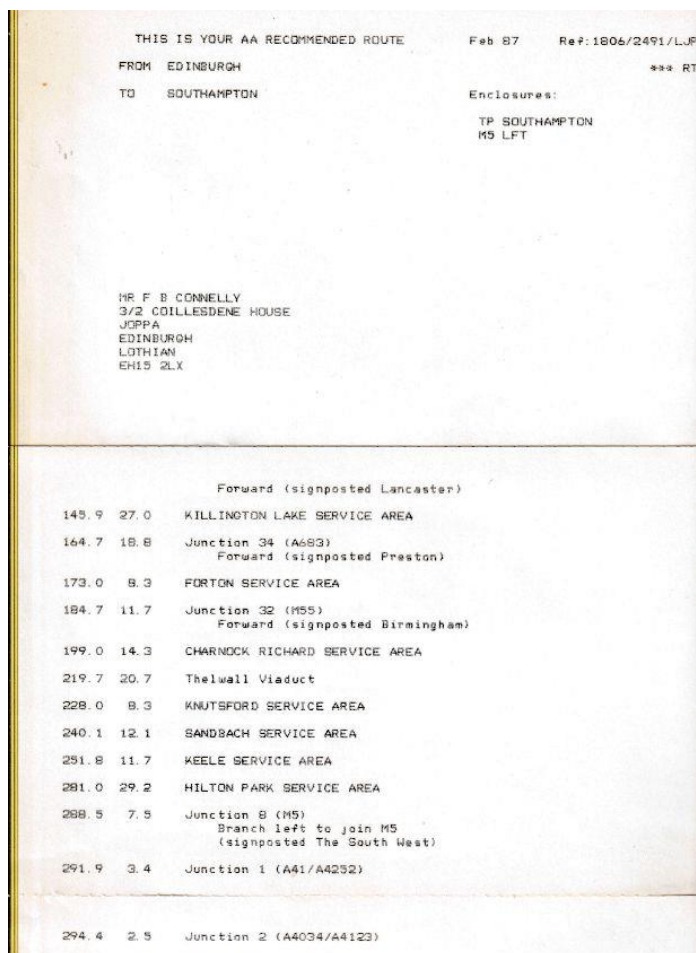 THIS IS YOUR AA RECOMMENDED ROUTE Feb 87 Ref:1806/2491/LJP
FROM EDINBURGH *** RT
TO SOUTHAMPTON Enclosures:
TP SOUTHAMPTON
M5 LFT
MR F B CONNELLY
3/2 COILLESDENE HOUSE
JOPPA
EDINBURGH
LOTHIAN
EH15 2LX
Forward (signposted Lancaster)
145.9 27.0 KILLINGTON LAKE SERVICE AREA
164.7 18.8 Junction 34 (A683)
Forward (signposted Preston)
173.0 8.3 FORTON SERVICE AREA
184.7 11.7 Junction 32 (M55)
Forward (signposted Birmingham)
199.0 14.3 CHARNOCK RICHARD SERVICE AREA
219.7 20.7 Thelwall Viaduct
228.0 8.3 KNUTSFORD SERVICE AREA
240.1 12.1 SANDBACH SERVICE AREA
251.8 11.7 KEELE SERVICE AREA
281.0 29.2 HILTON PARK SERVICE AREA
288.5 7.5 Junction 8 (M5)
Branch left to join M5
(signposted The South West)
291.9 3.4 Junction 1 (A41/A4252)
294.4 2.5 Junction 2 (A4034/A4123)